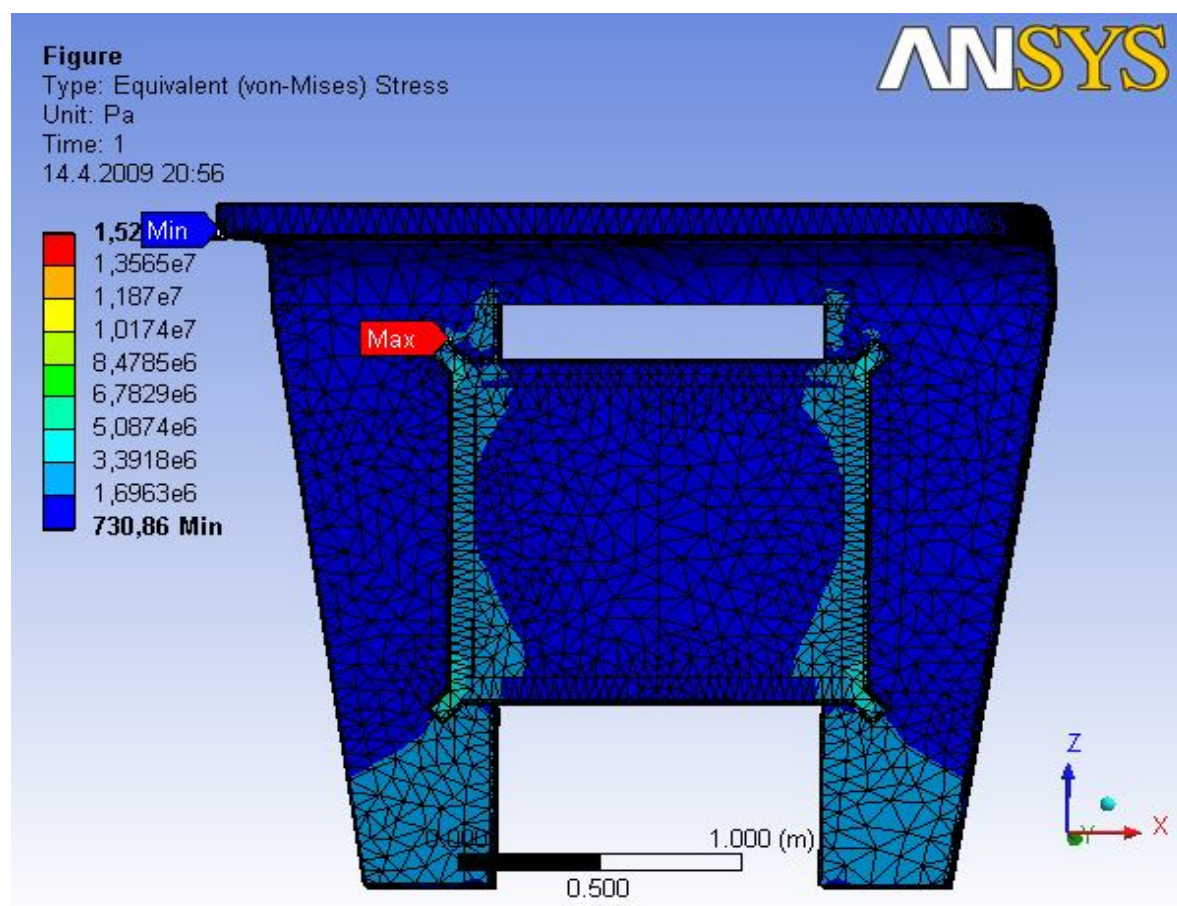 Figure
Type: Equivalent (von-Mises) Stress
Unit: Pa
Time: 1
14.4.2009 20:56
ANSYS
1,52
Min
1,3565e7
1,187e7
1,0174e7
8,4785e6
6,7829e6
5,0874e6
3,3918e6
1,6963e6
730,86 Min
Max
0.000
1.000 (m)
0.500
Z
Y
X